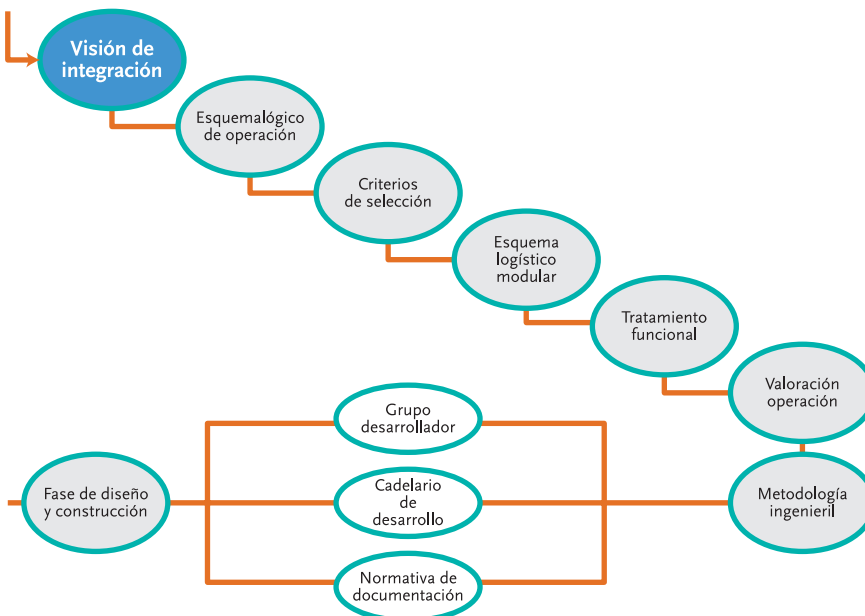 Visión de
integración
Esquemalógico
de operación
Criterios
de selección
Esquema
logístico
modular
Tratamiento
funcional
Valoración
operación
Grupo
desarrollador
Fase de diseño
y construcción
Cadelario
de
desarrollo
Metodología
ingenieril
Normativa de
documentación